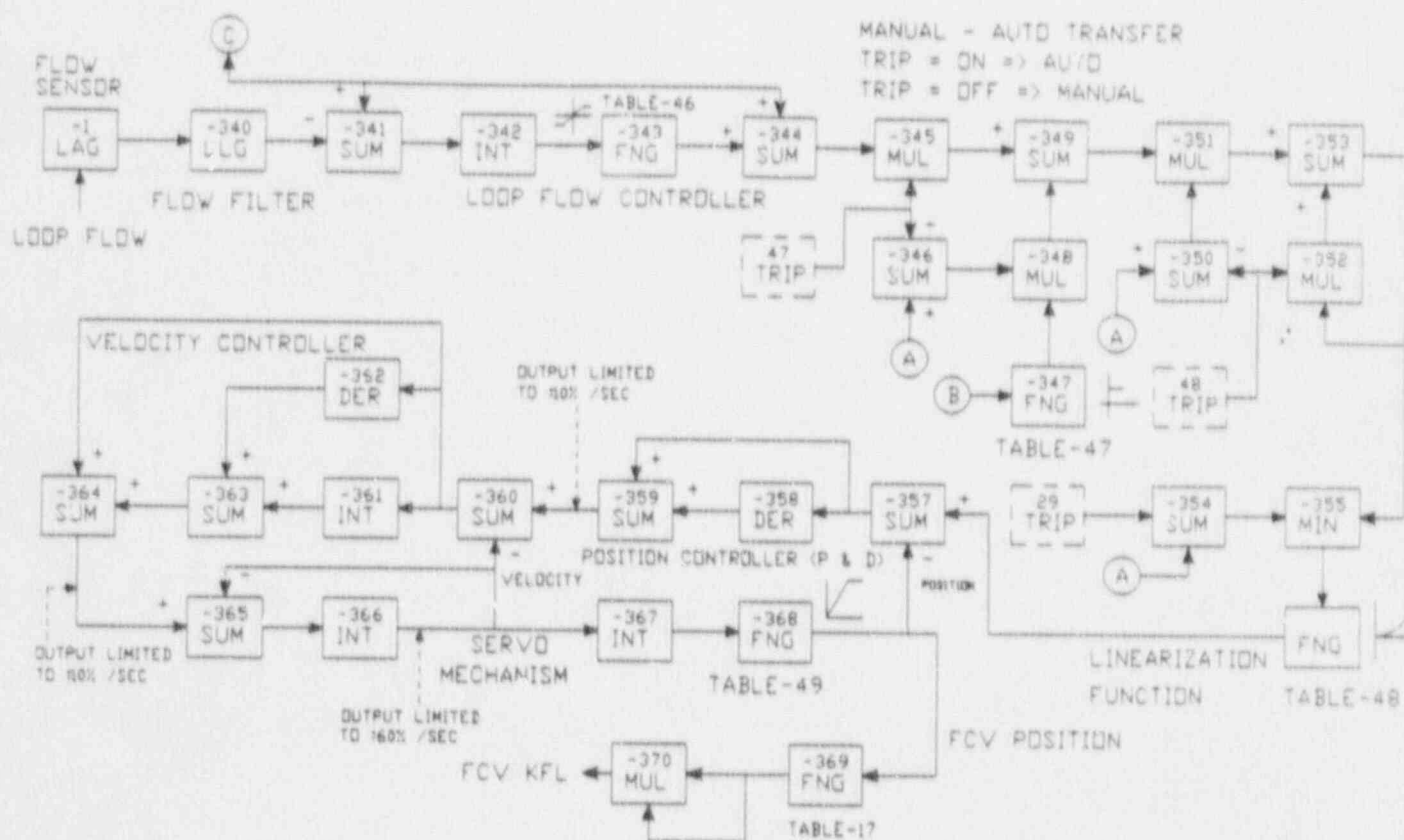 C
MANUAL - AUTO TRANSFER
TRIP = ON => AUTO
TRIP = OFF => MANUAL
FLOW
SENSOR
TABLE-46
-1
LAG
-340
LLG
-341
SUM
-342
INT
-343
FNG
-344
SUM
-345
MUL
-349
SUM
-351
MUL
-353
SUM
FLOW FILTER
LOOP FLOW CONTROLLER
LOOP FLOW
47
TRIP
-346
SUM
-348
MUL
-350
SUM
-352
MUL
A
A
B
-347
FNG
48
TRIP
TABLE-47
VELOCITY CONTROLLER
-362
DER
OUTPUT LIMITED
/SEC
-364
SUM
-363
SUM
-361
INT
-360
SUM
-359
SUM
-358
DER
-357
SUM
29
TRIP
-354
SUM
-355
MIN
POSITION CONTROLLER (P & D)
VELOCITY
POSITION
A
-365
SUM
-366
INT
-367
INT
-368
FNG
FNG
SERVO
MECHANISM
TABLE-49
LINEARIZATION
FUNCTION
TABLE-48
OUTPUT LIMITED
/SEC
OUTPUT LIMITED
/SEC
FCV POSITION
FCV KFL
-370
MUL
-369
FNG
TABLE-17